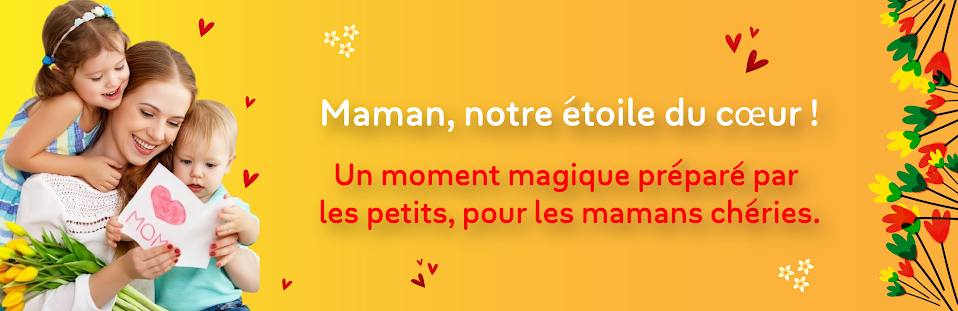 Maman, notre étoile du cœur !
Un moment magique préparé par
les petits, pour les mamans chéries.
MOM